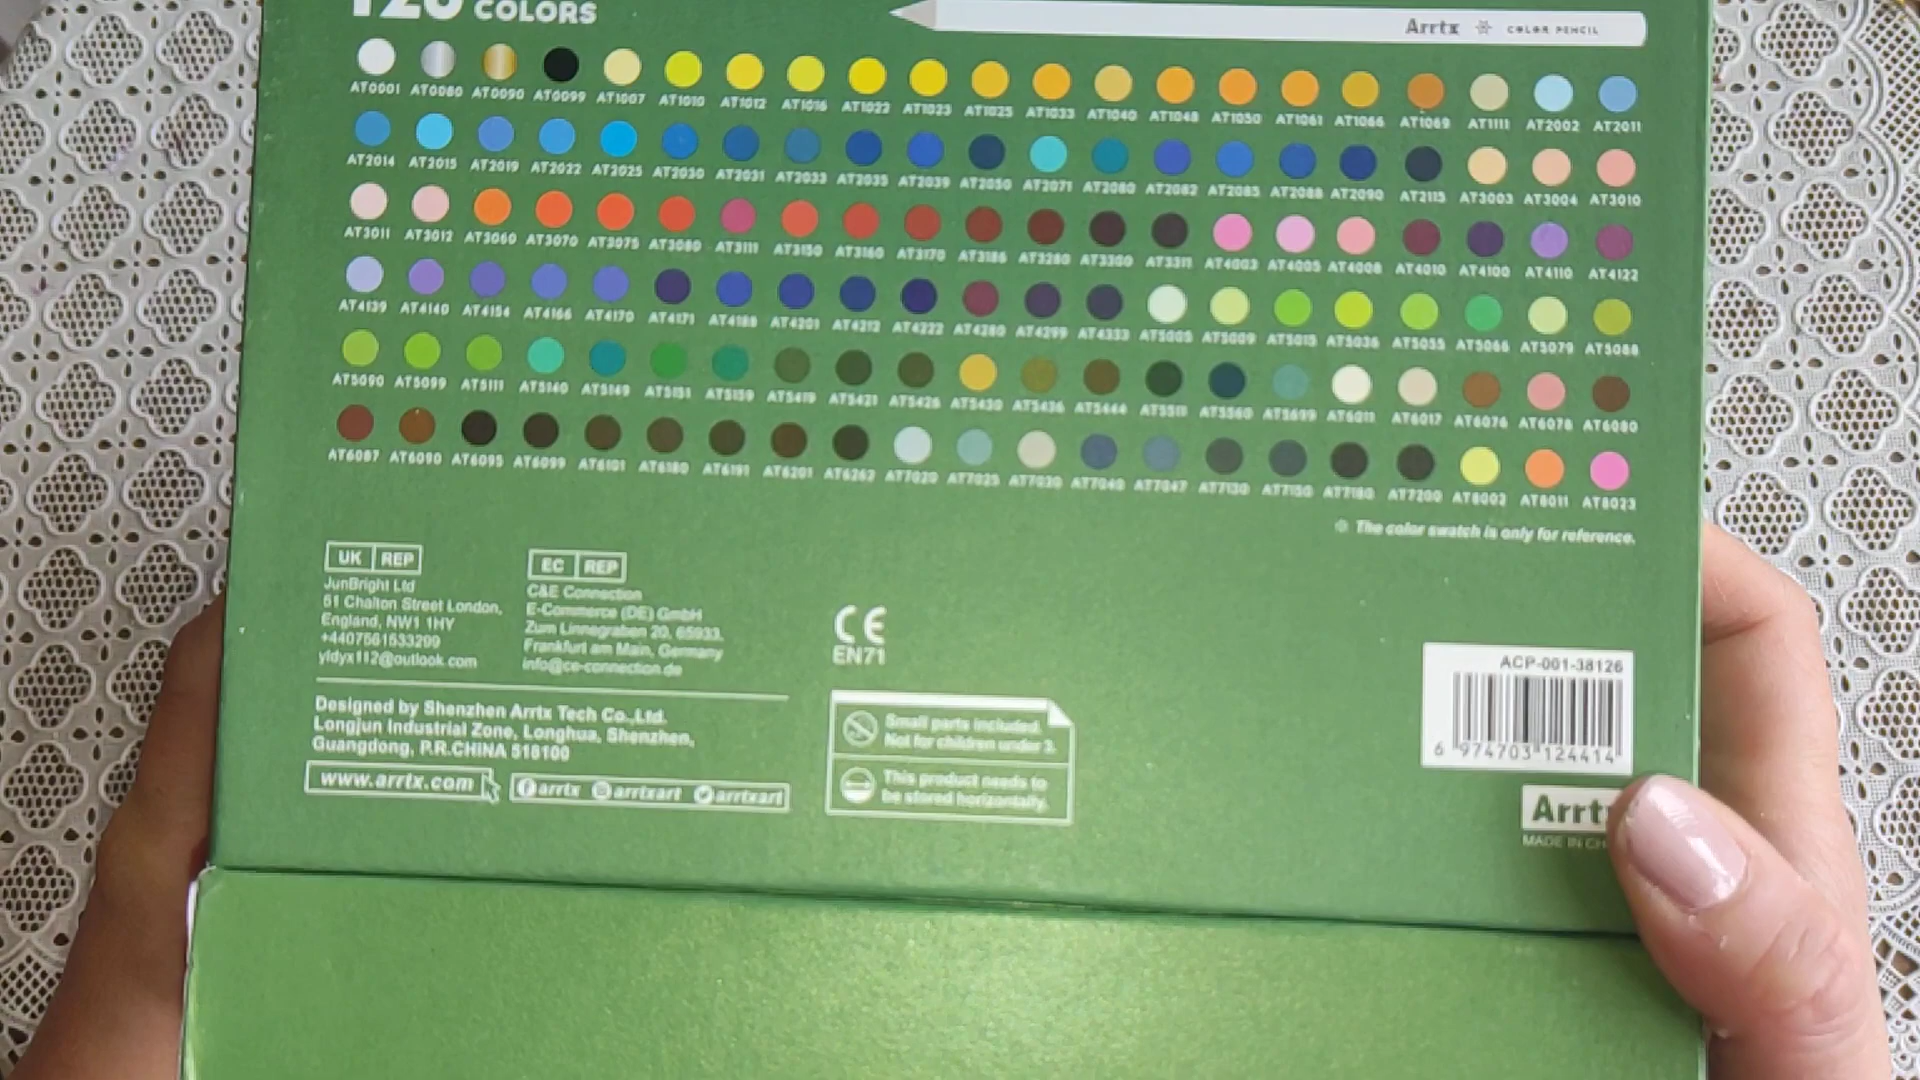 126 COLORS
Arrtx COLOR PENCIL
AT0001 AT0080 AT0090 AT0099 AT1007 AT1010 AT1012 AT1016 AT1022 AT1023 AT1025 AT1033 AT1040 AT1048 AT1050 AT1061 AT1066 AT1069 AT1111 AT2002 AT2011
AT2014 AT2015 AT2019 AT2022 AT2025 AT2030 AT2031 AT2033 AT2035 AT2039 AT2050 AT2071 AT2080 AT2082 AT2085 AT2088 AT2090 AT2115 AT3003 AT3004 AT3010
AT3011 AT3012 AT3060 AT3070 AT3075 AT3080 AT3111 AT3150 AT3160 AT3170 AT3186 AT3280 AT3300 AT3311 AT4003 AT4005 AT4008 AT4010 AT4100 AT4110 AT4122
AT4139 AT4140 AT4154 AT4166 AT4170 AT4171 AT4188 AT4201 AT4212 AT4222 AT4280 AT4299 AT4333 AT5005 AT5009 AT5015 AT5036 AT5055 AT5066 AT5079 AT5088
AT5090 AT5099 AT5111 AT5140 AT5149 AT5151 AT5159 AT5419 AT5421 AT5426 AT5430 AT5436 AT5444 AT5511 AT5560 AT5699 AT6011 AT6017 AT6076 AT6078 AT6080
AT6087 AT6090 AT6095 AT6099 AT6101 AT6180 AT6191 AT6201 AT6262 AT7020 AT7025 AT7030 AT7040 AT7047 AT7130 AT7150 AT7180 AT7200 AT8002 AT8011 AT8023
The color swatch is only for reference.
UK REP
JunBright Ltd
61 Chalton Street London,
England, NW1 1HY
+4407561533299
yldyx112@outlook.com
EC REP
C&E Connection
E-Commerce (DE) GmbH
Zum Linnegraben 20, 65933,
Frankfurt am Main, Germany
info@ce-connection.de
CE
EN71
Designed by Shenzhen Arrtx Tech Co.,Ltd.
Longjun Industrial Zone, Longhua, Shenzhen,
Guangdong, P.R.CHINA 518100
www.arrtx.com
arrtx arrtxart arrtxart
Small parts included.
Not for children under 3.
This product needs to
be stored horizontally.
ACP-001-38126
6 974703 124414
Arrt
MADE IN CH